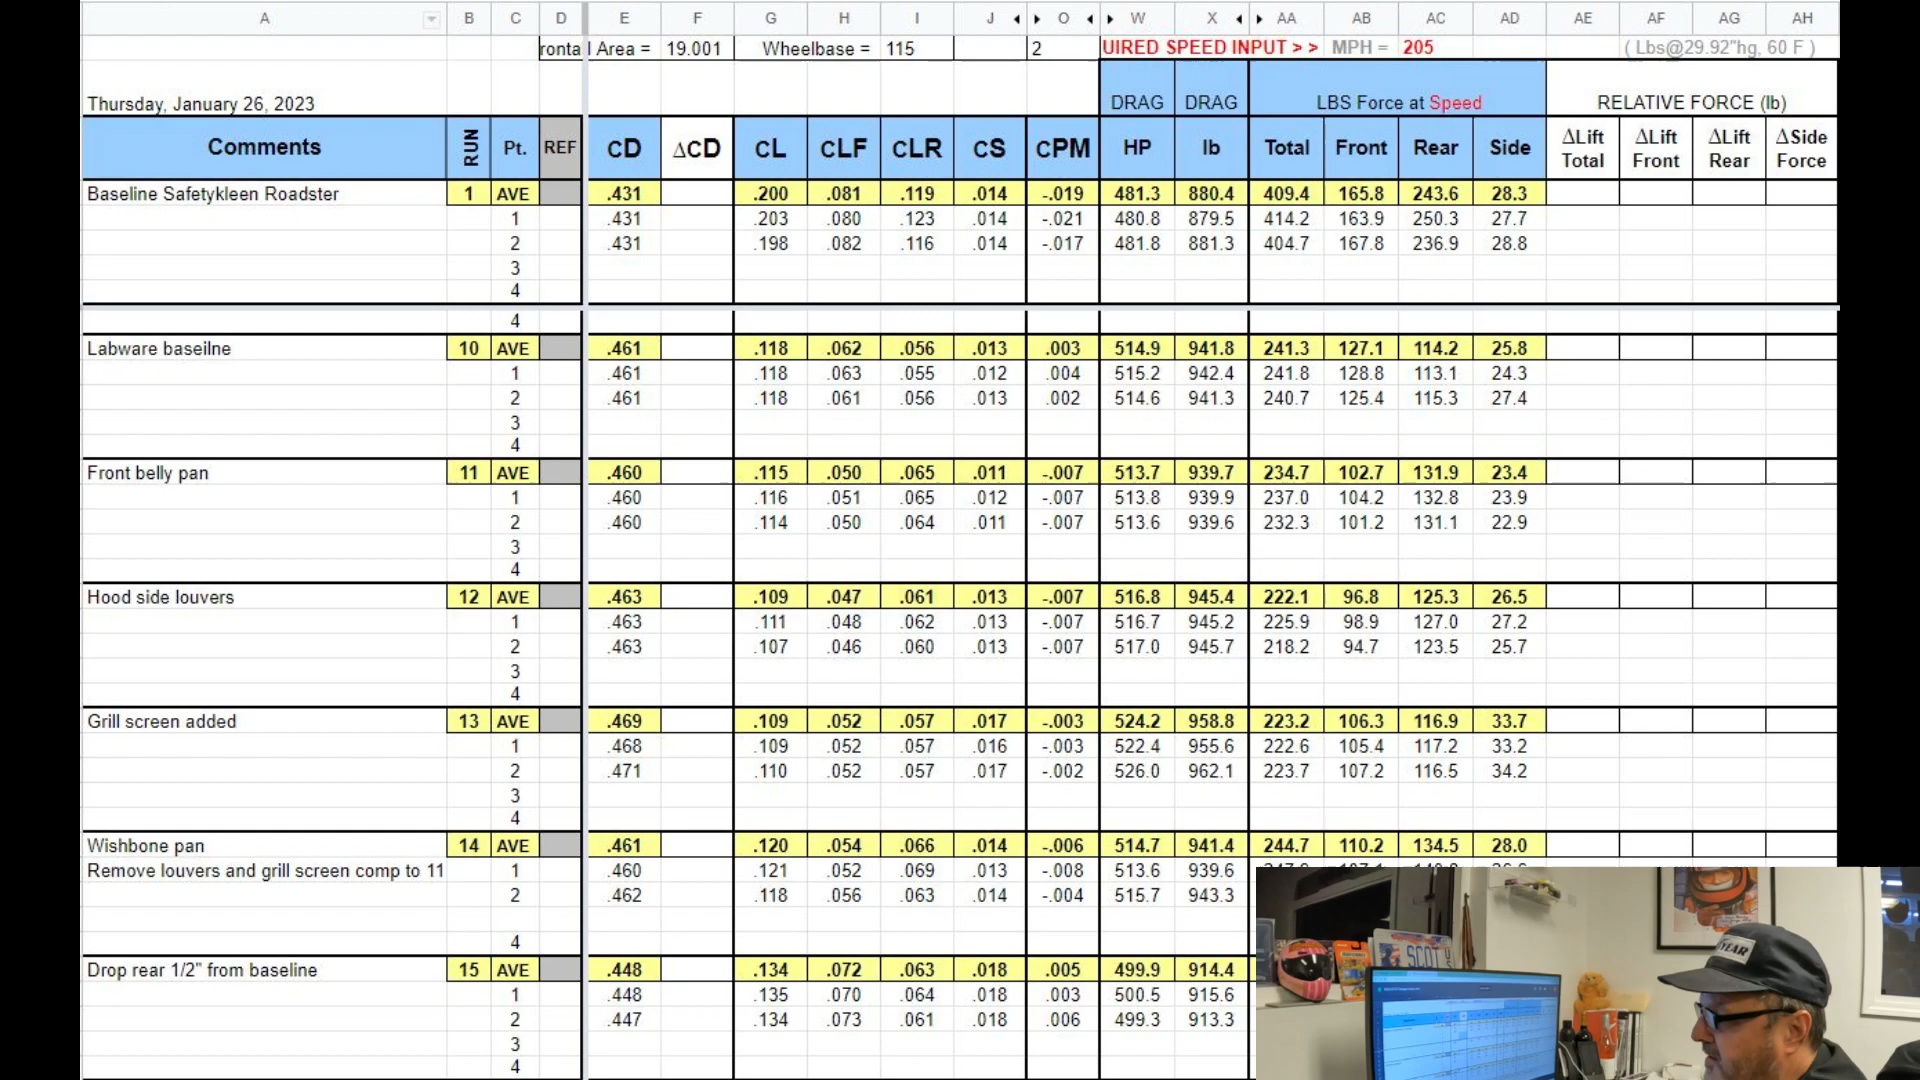 A B C D E F G H I J O W X AA AB AC AD AE AF AG AH
ronta l Area = 19.001 Wheelbase = 115 2 UIRED SPEED INPUT > > MPH = 205 ( Lbs@29.92"hg, 60 F )
Thursday, January 26, 2023 DRAG DRAG LBS Force at Speed RELATIVE FORCE (lb)
Comments RUN Pt. REF CD ΔCD CL CLF CLR CS CPM HP lb Total Front Rear Side ΔLift Total ΔLift Front ΔLift Rear ΔSide Force
Baseline Safetykleen Roadster 1 AVE .431 .200 .081 .119 .014 -.019 481.3 880.4 409.4 165.8 243.6 28.3
1 .431 .203 .080 .123 .014 -.021 480.8 879.5 414.2 163.9 250.3 27.7
2 .431 .198 .082 .116 .014 -.017 481.8 881.3 404.7 167.8 236.9 28.8
3
4
4
Labware baseilne 10 AVE .461 .118 .062 .056 .013 .003 514.9 941.8 241.3 127.1 114.2 25.8
1 .461 .118 .063 .055 .012 .004 515.2 942.4 241.8 128.8 113.1 24.3
2 .461 .118 .061 .056 .013 .002 514.6 941.3 240.7 125.4 115.3 27.4
3
4
Front belly pan 11 AVE .460 .115 .050 .065 .011 -.007 513.7 939.7 234.7 102.7 131.9 23.4
1 .460 .116 .051 .065 .012 -.007 513.8 939.9 237.0 104.2 132.8 23.9
2 .460 .114 .050 .064 .011 -.007 513.6 939.6 232.3 101.2 131.1 22.9
3
4
Hood side louvers 12 AVE .463 .109 .047 .061 .013 -.007 516.8 945.4 222.1 96.8 125.3 26.5
1 .463 .111 .048 .062 .013 -.007 516.7 945.2 225.9 98.9 127.0 27.2
2 .463 .107 .046 .060 .013 -.007 517.0 945.7 218.2 94.7 123.5 25.7
3
4
Grill screen added 13 AVE .469 .109 .052 .057 .017 -.003 524.2 958.8 223.2 106.3 116.9 33.7
1 .468 .109 .052 .057 .016 -.003 522.4 955.6 222.6 105.4 117.2 33.2
2 .471 .110 .052 .057 .017 -.002 526.0 962.1 223.7 107.2 116.5 34.2
3
4
Wishbone pan 14 AVE .461 .120 .054 .066 .014 -.006 514.7 941.4 244.7 110.2 134.5 28.0
Remove louvers and grill screen comp to 11 1 .460 .121 .052 .069 .013 -.008 513.6 939.6
2 .462 .118 .056 .063 .014 -.004 515.7 943.3
4
Drop rear 1/2" from baseline 15 AVE .448 .134 .072 .063 .018 .005 499.9 914.4
1 .448 .135 .070 .064 .018 .003 500.5 915.6
2 .447 .134 .073 .061 .018 .006 499.3 913.3
3
4
YEAR
SCOTY